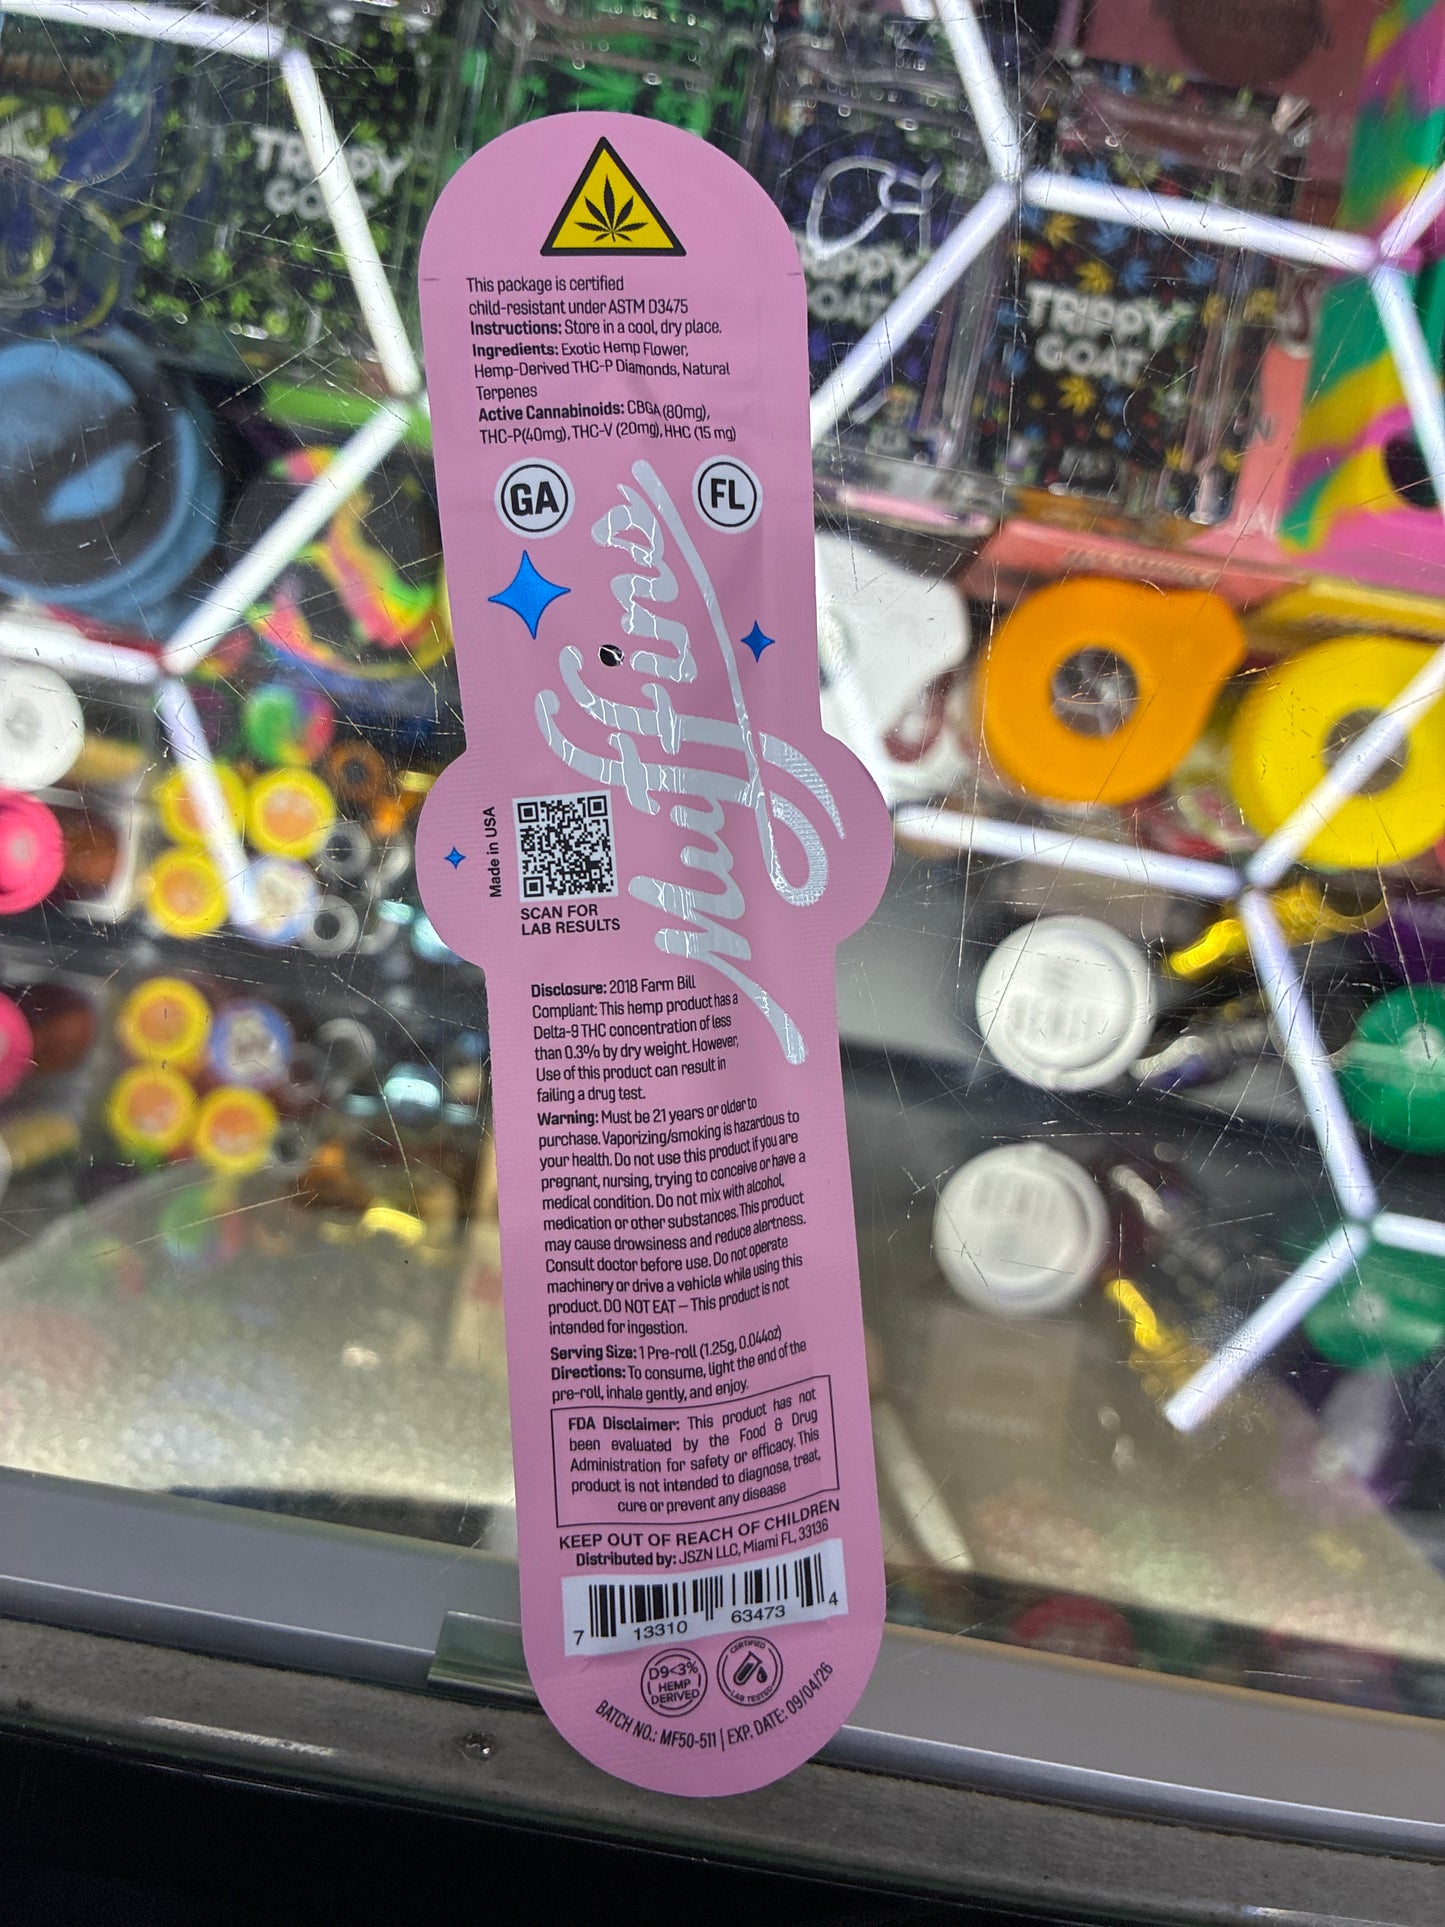 This package is certified
child-resistant under ASTM D3475
Instructions: Store in a cool, dry place.
Ingredients: Exotic Hemp Flower,
Hemp-Derived THC-P Diamonds, Natural
Terpenes
Active Cannabinoids: CBGA (80mg),
THC-P(40mg), THC-V (20mg), HHC (15 mg)
GA
FL
Muffins
Made in USA
SCAN FOR
LAB RESULTS
Disclosure: 2018 Farm Bill
Compliant: This hemp product has a
Delta-9 THC concentration of less
than 0.3% by dry weight. However,
Use of this product can result in
failing a drug test.
Warning: Must be 21 years or older to
purchase. Vaporizing/smoking is hazardous to
your health. Do not use this product if you are
pregnant, nursing, trying to conceive or have a
medical condition. Do not mix with alcohol,
medication or other substances. This product
may cause drowsiness and reduce alertness.
Consult doctor before use. Do not operate
machinery or drive a vehicle while using this
product. DO NOT EAT – This product is not
intended for ingestion.
Serving Size: 1 Pre-roll (1.25g, 0.044oz)
Directions: To consume, light the end of the
pre-roll, inhale gently, and enjoy.
FDA Disclaimer: This product has not
been evaluated by the Food & Drug
Administration for safety or efficacy. This
product is not intended to diagnose, treat,
cure or prevent any disease
KEEP OUT OF REACH OF CHILDREN
Distributed by: JSZN LLC, Miami FL, 33136
7 13310 63473 4
D9<3%
HEMP
DERIVED
CERTIFIED
LAB TESTED
BATCH NO.: MF50-511 | EXP. DATE: 09/04/26
TRIPPY
GOAT
TRIPPY
GOAT
TRIPPY
GOAT